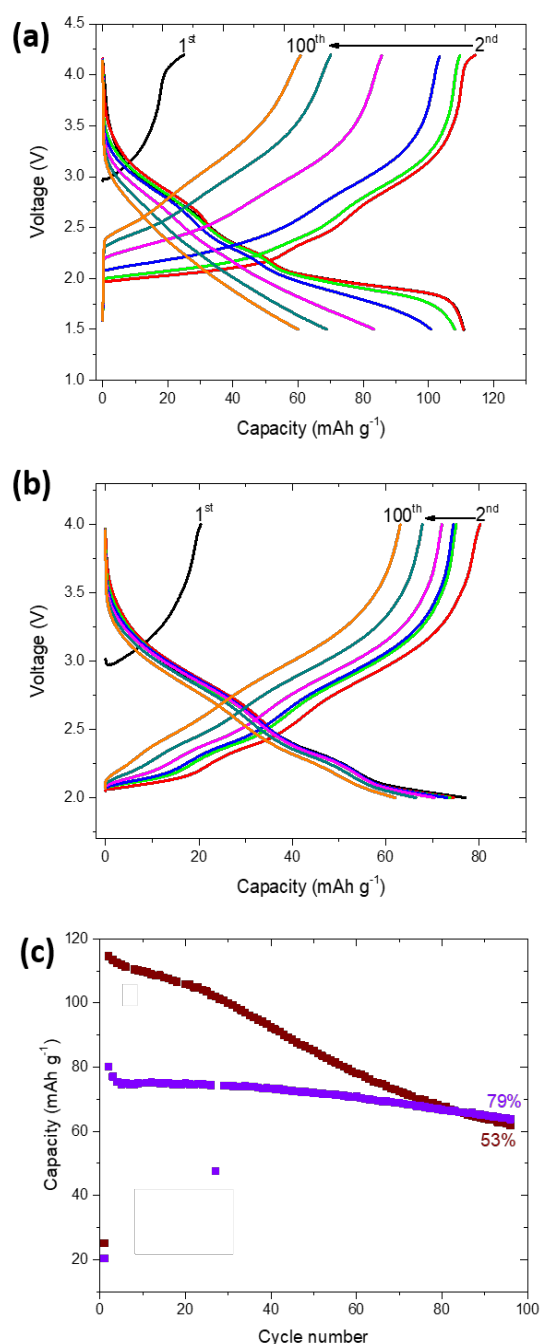 (a)
4.5
4.0
3.5
3.0
2.5
2.0
1.5
1.0
Voltage (V)
1st
100th
2nd
0 20 40 60 80 100 120
Capacity (mAh g-1)
(b)
4.0
3.5
3.0
2.5
2.0
Voltage (V)
1st
100th
2nd
0 20 40 60 80
Capacity (mAh g-1)
(c)
120
100
80
60
40
20
Capacity (mAh g-1)
79%
53%
0 20 40 60 80 100
Cycle number